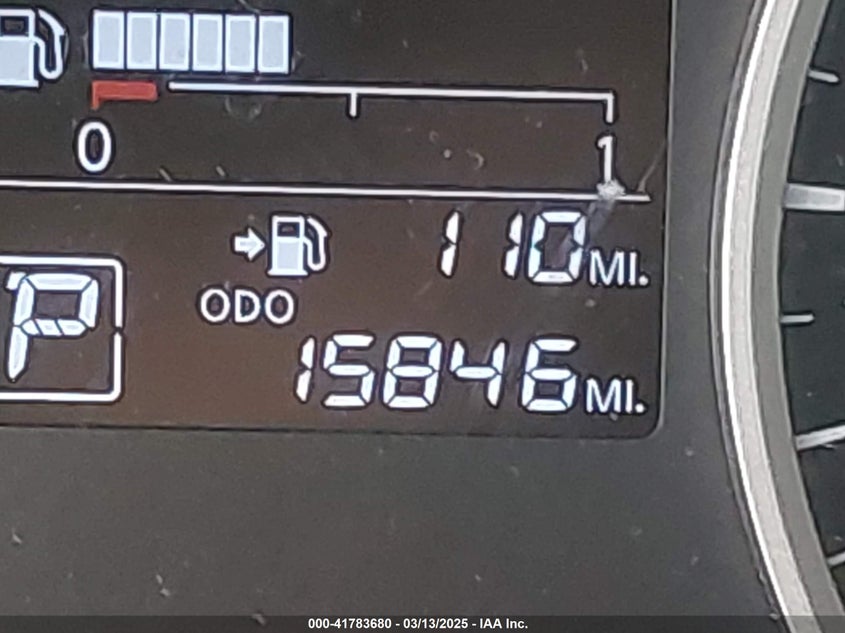 0 1
110 MI.
ODO
P
15846 MI.
000-41783680 - 03/13/2025 - IAA Inc.